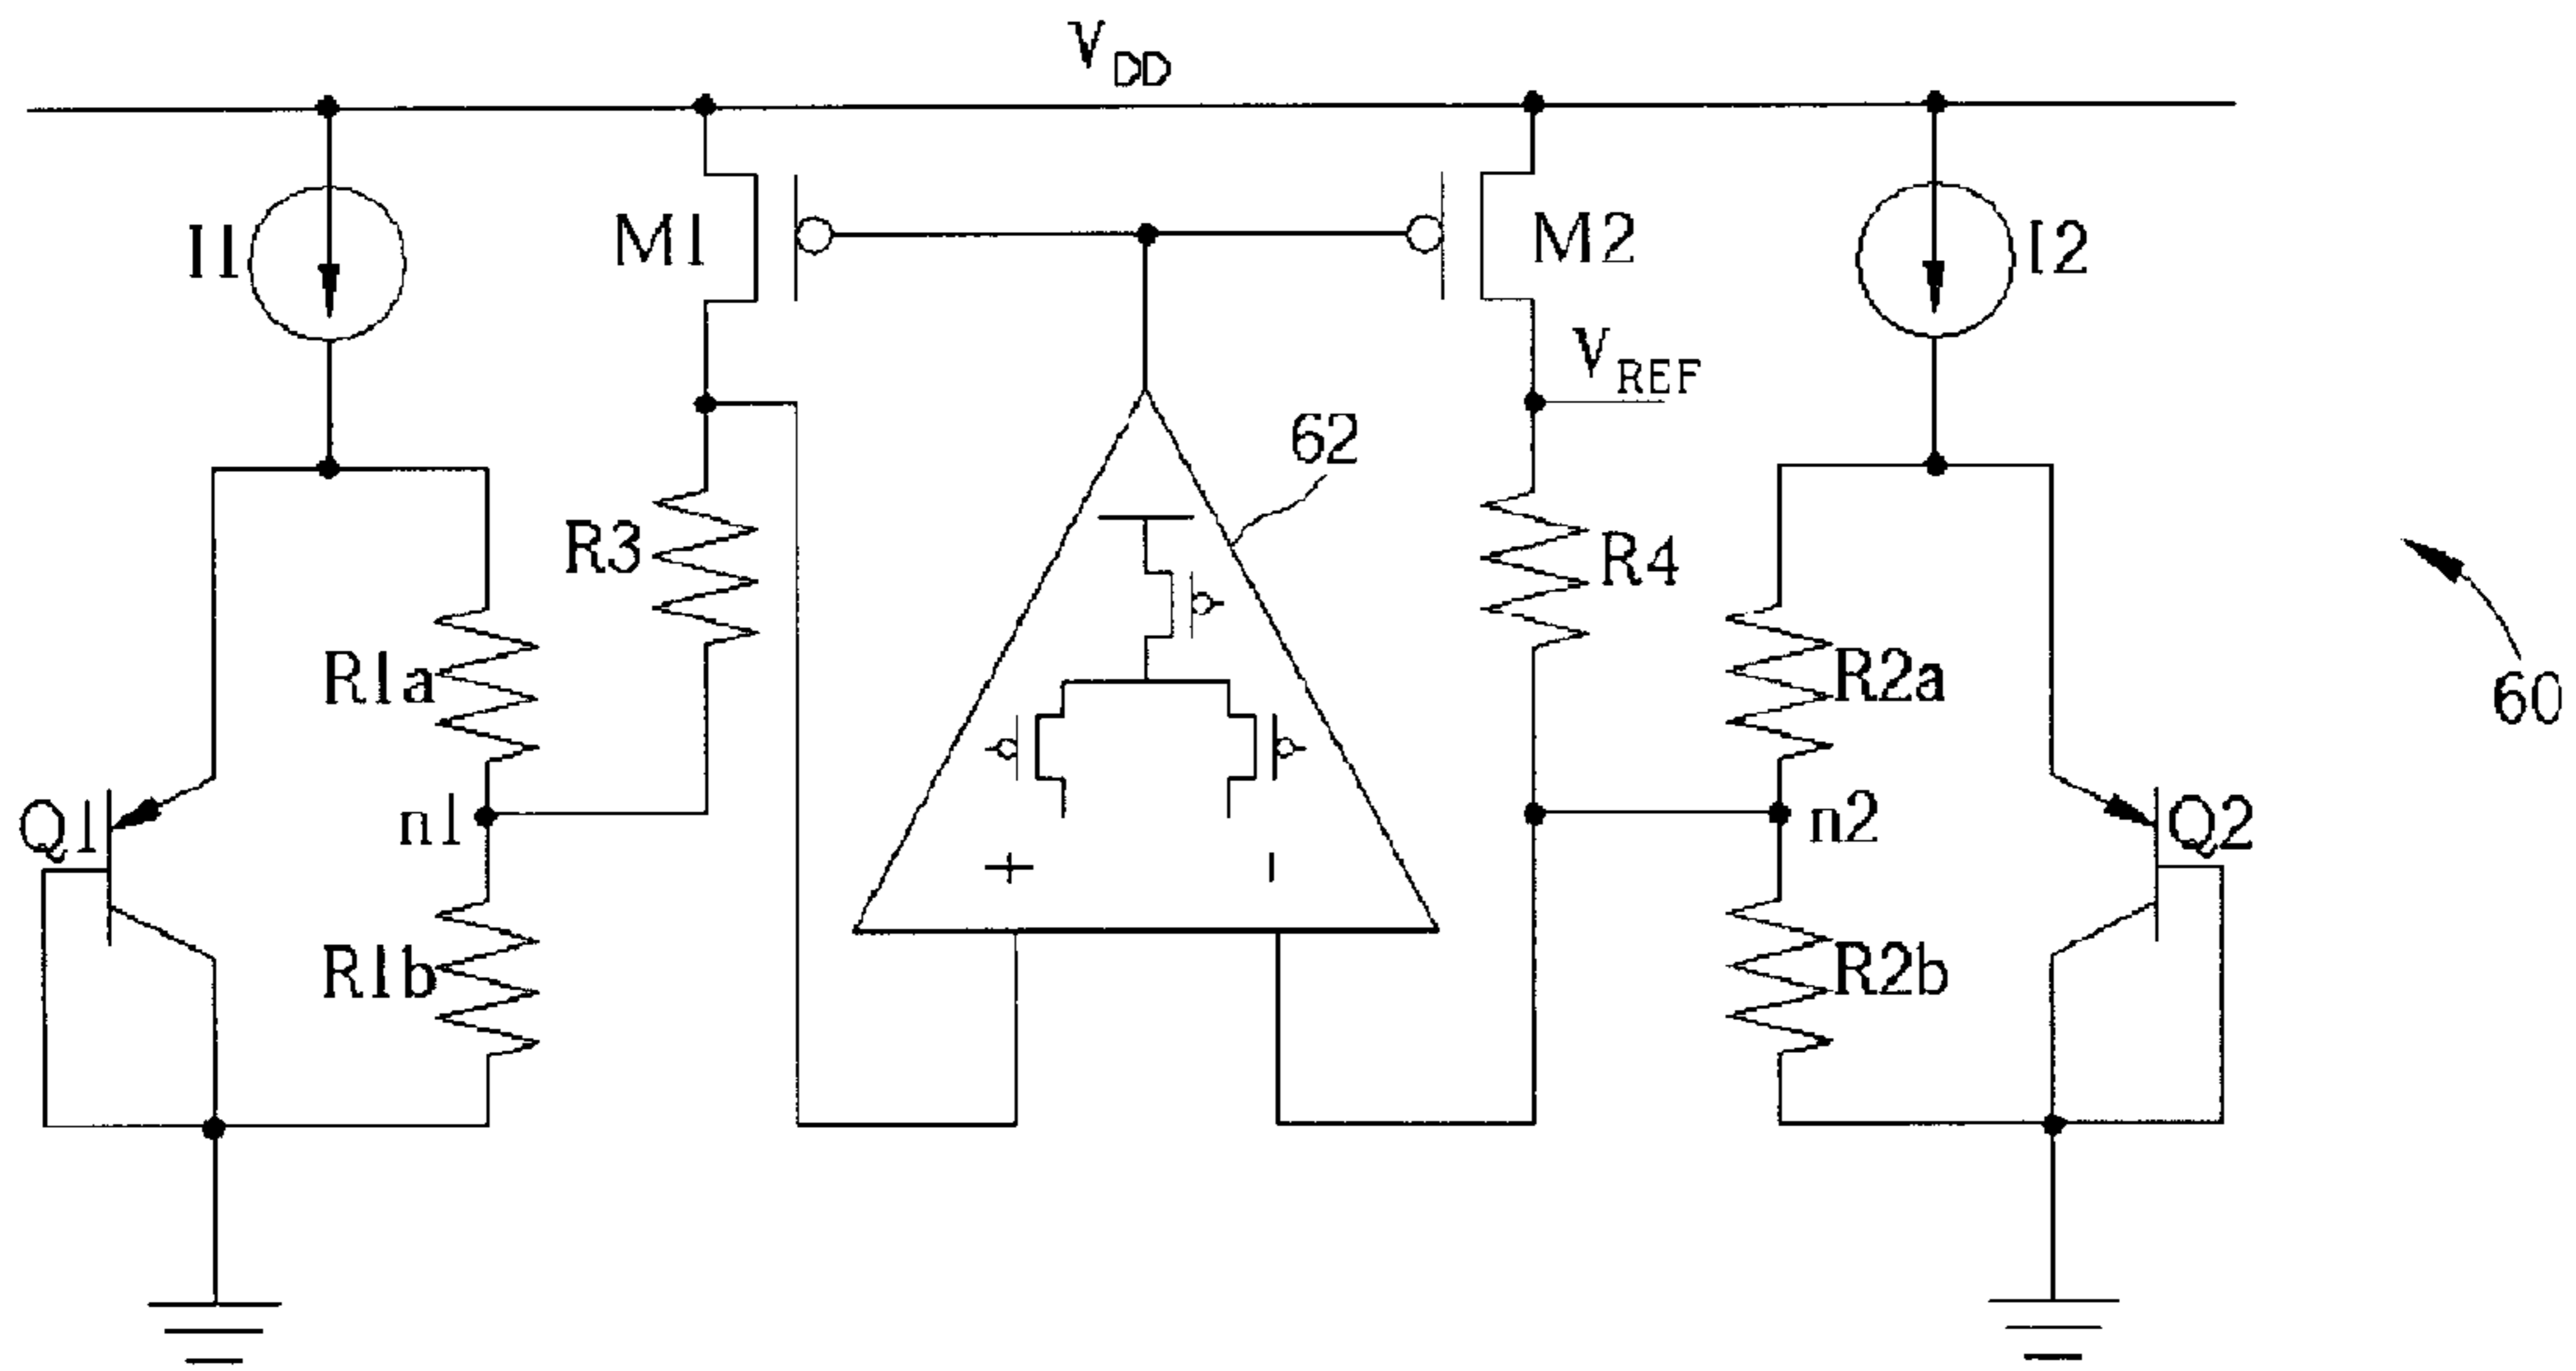 VDD
I1
M1
M2
I2
VREF
62
R3
R4
R1a
R2a
60
Q1
n1
n2
Q2
+
−
R1b
R2b